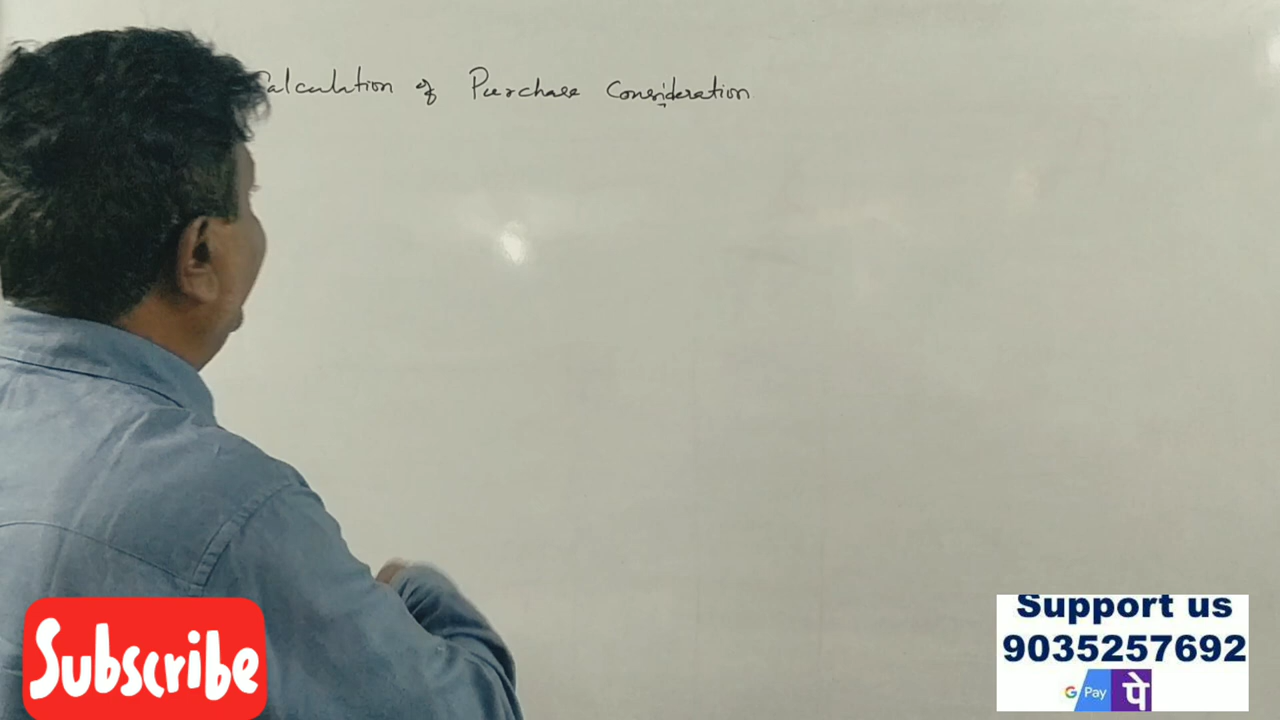 Calculation of Purchase Consideration
Subscribe
Support us
9035257692
G Pay पे